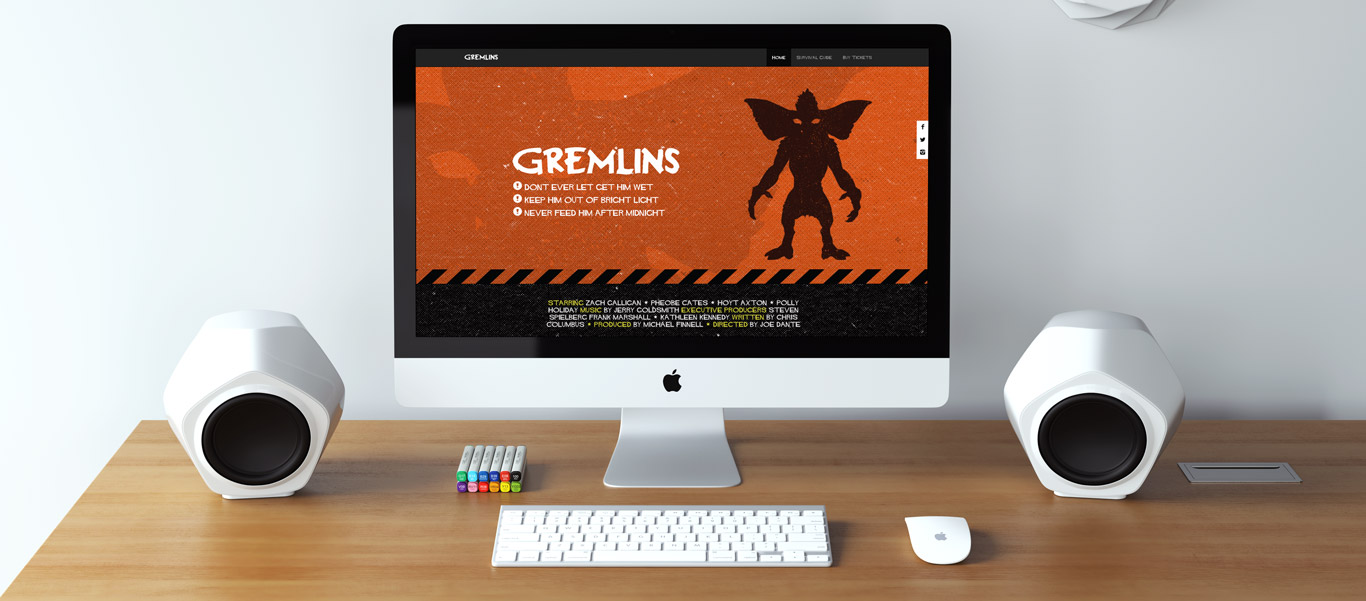 GREMLINS
HOME SURVIVAL GUIDE BUY TICKETS
GREMLINS
DONT EVER LET GET HIM WET
KEEP HIM OUT OF BRIGHT LIGHT
NEVER FEED HIM AFTER MIDNIGHT
STARRING ZACH GALLIGAN * PHEOBE CATES * HOYT AXTON * POLLY
HOLIDAY MUSIC BY JERRY GOLDSMITH EXECUTIVE PRODUCERS STEVEN
SPIELBERG FRANK MARSHALL * KATHLEEN KENNEDY WRITTEN BY CHRIS
COLUMBUS * PRODUCED BY MICHAEL FINNELL * DIRECTED BY JOE DANTE